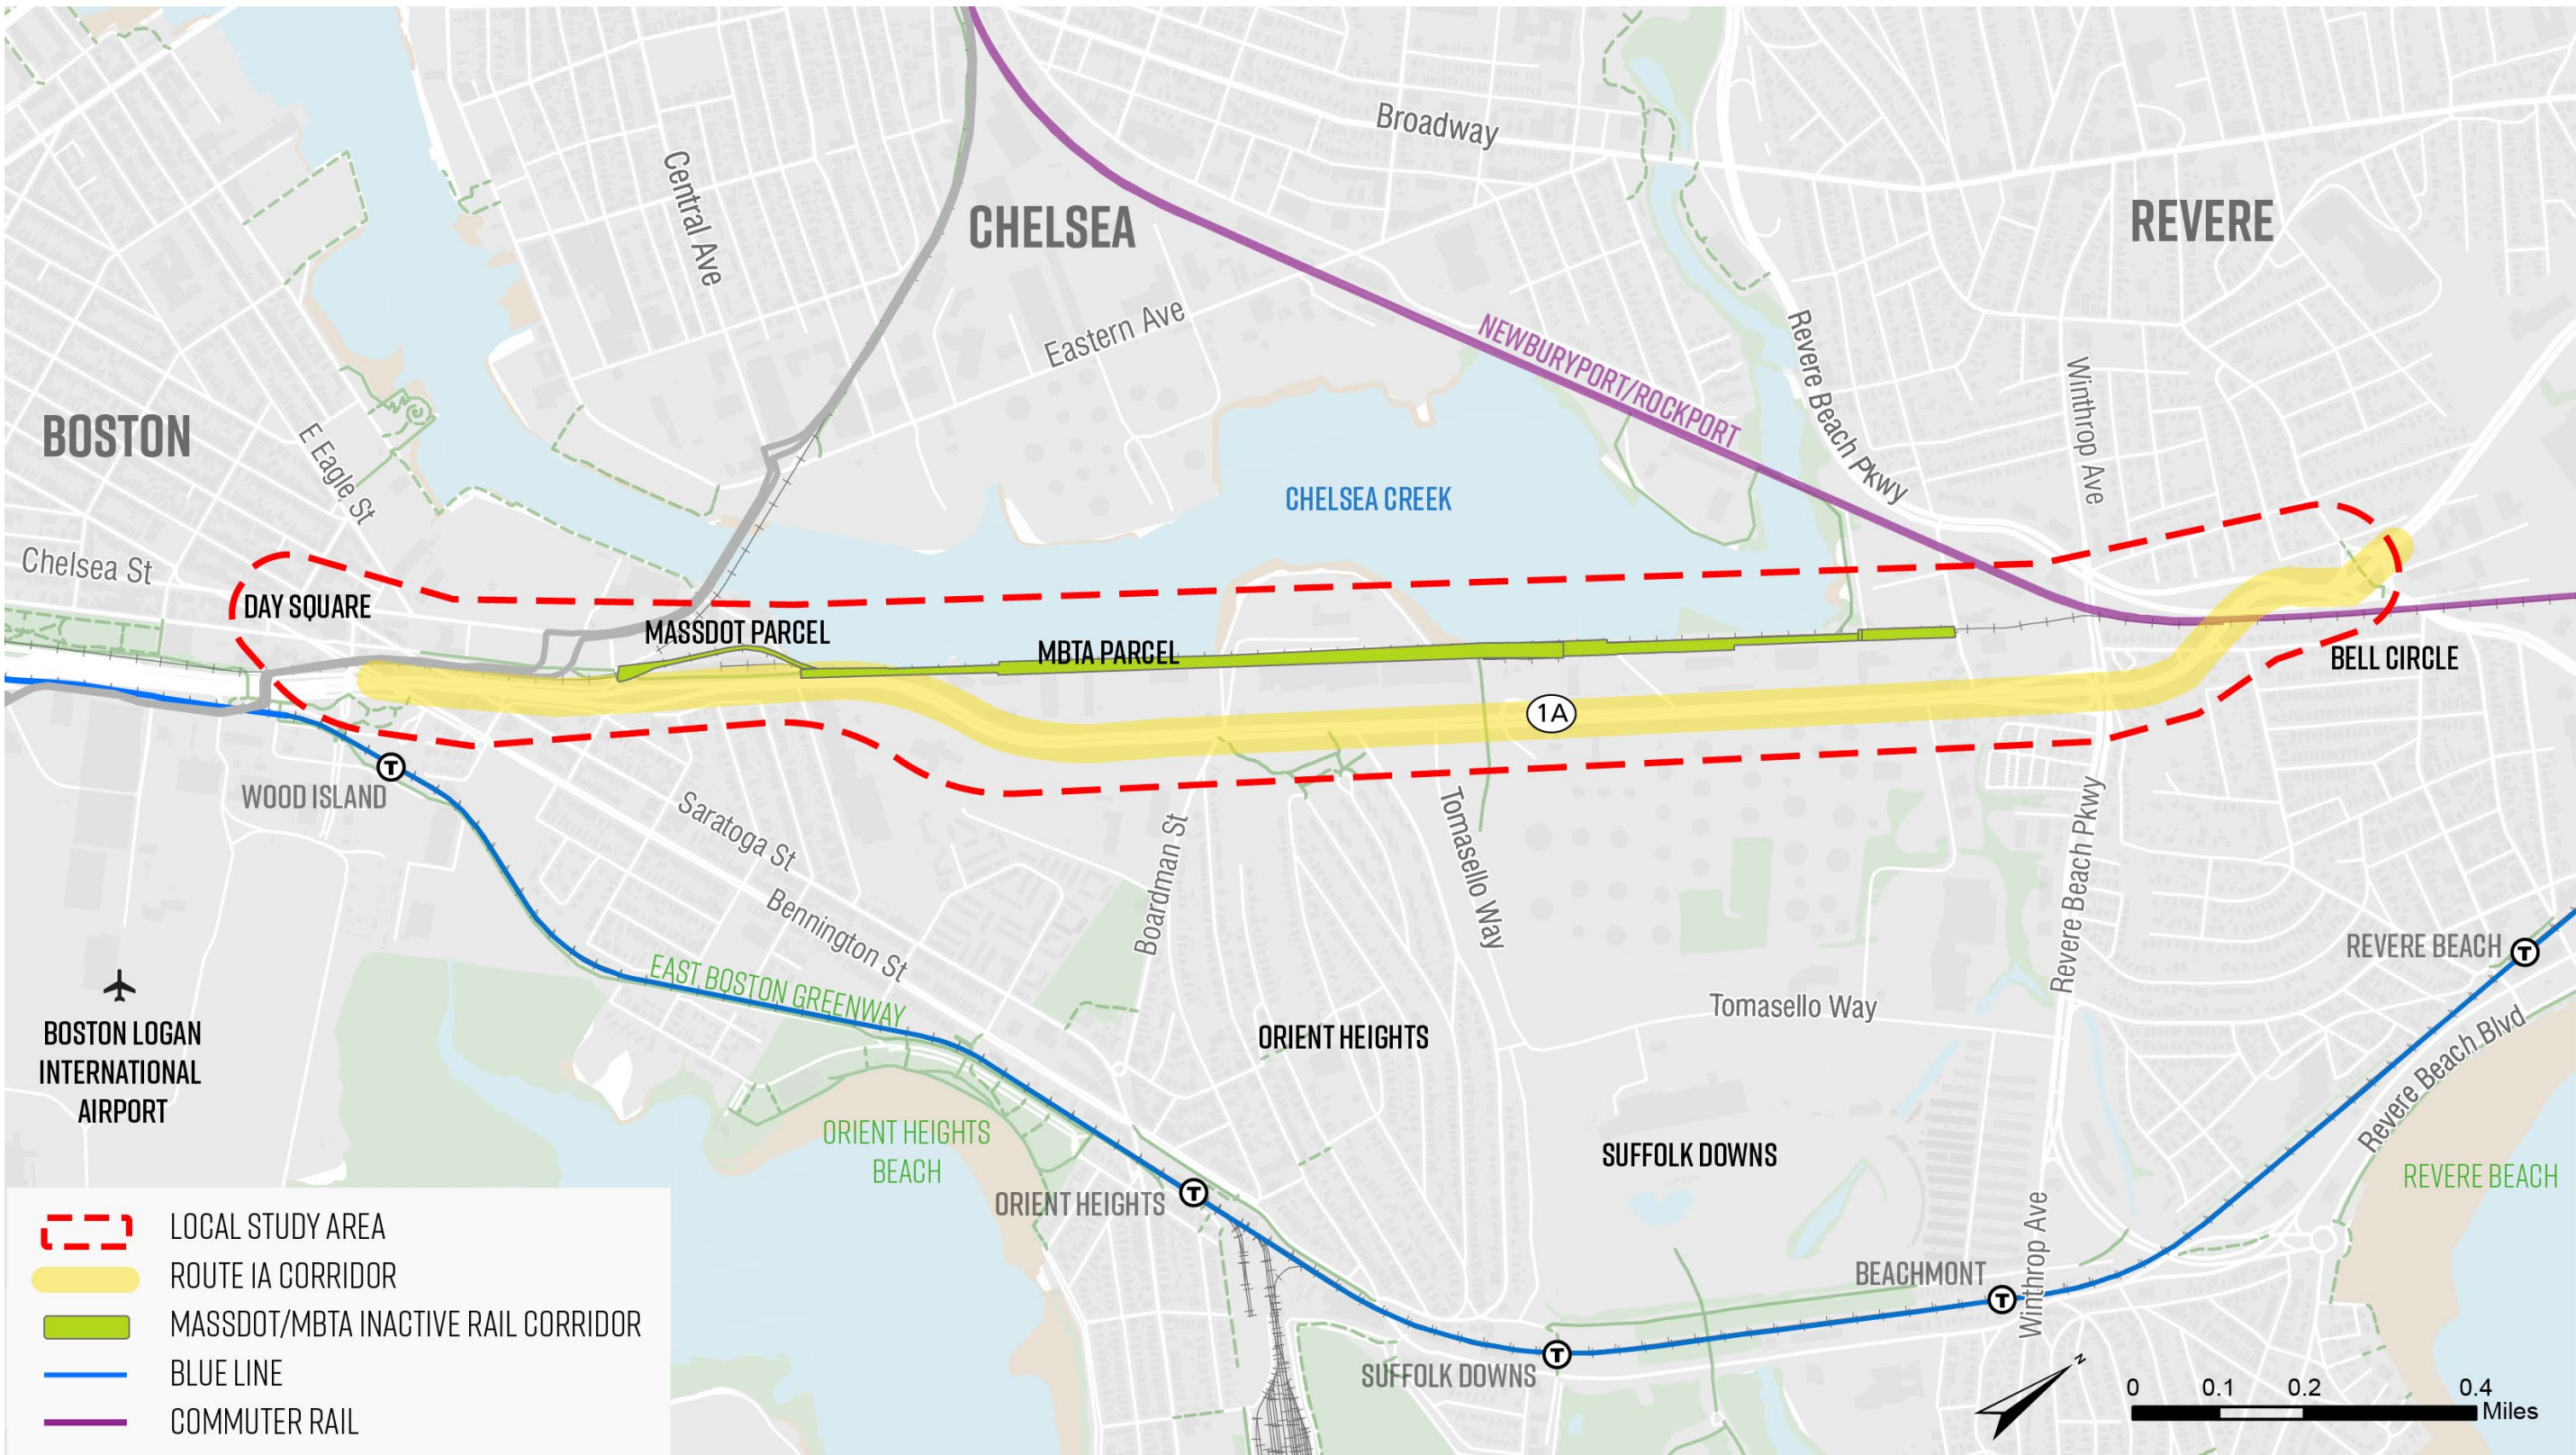 Broadway
Central Ave
CHELSEA
REVERE
Eastern Ave
NEWBURYPORT/ROCKPORT
Revere Beach Pkwy
Winthrop Ave
BOSTON
E Eagle St
CHELSEA CREEK
Chelsea St
DAY SQUARE
MASSDOT PARCEL
MBTA PARCEL
BELL CIRCLE
1A
T
WOOD ISLAND
Saratoga St
Boardman St
Tomasello Way
Revere Beach Pkwy
Bennington St
REVERE BEACH
T
EAST BOSTON GREENWAY
Tomasello Way
BOSTON LOGAN
INTERNATIONAL
AIRPORT
ORIENT HEIGHTS
Revere Beach Blvd
ORIENT HEIGHTS
BEACH
SUFFOLK DOWNS
REVERE BEACH
ORIENT HEIGHTS
T
Winthrop Ave
BEACHMONT
T
SUFFOLK DOWNS
T
LOCAL STUDY AREA
ROUTE 1A CORRIDOR
MASSDOT/MBTA INACTIVE RAIL CORRIDOR
BLUE LINE
COMMUTER RAIL
N
0 0.1 0.2 0.4
Miles